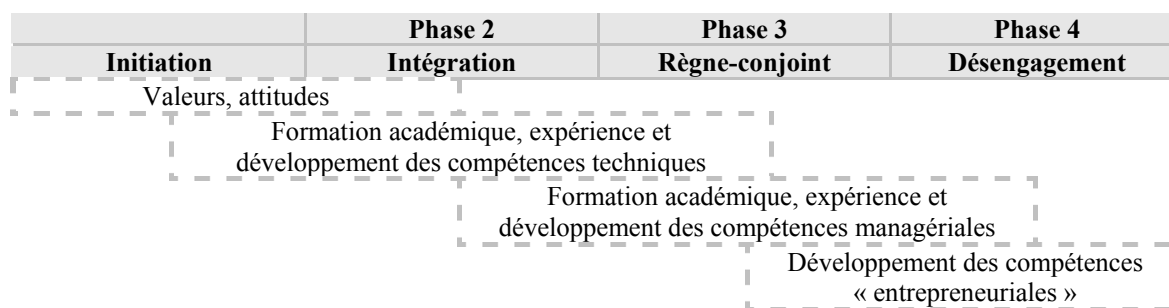 Phase 2 Phase 3 Phase 4
Initiation Intégration Règne-conjoint Désengagement
Valeurs, attitudes
Formation académique, expérience et
développement des compétences techniques
Formation académique, expérience et
développement des compétences managériales
Développement des compétences
« entrepreneuriales »